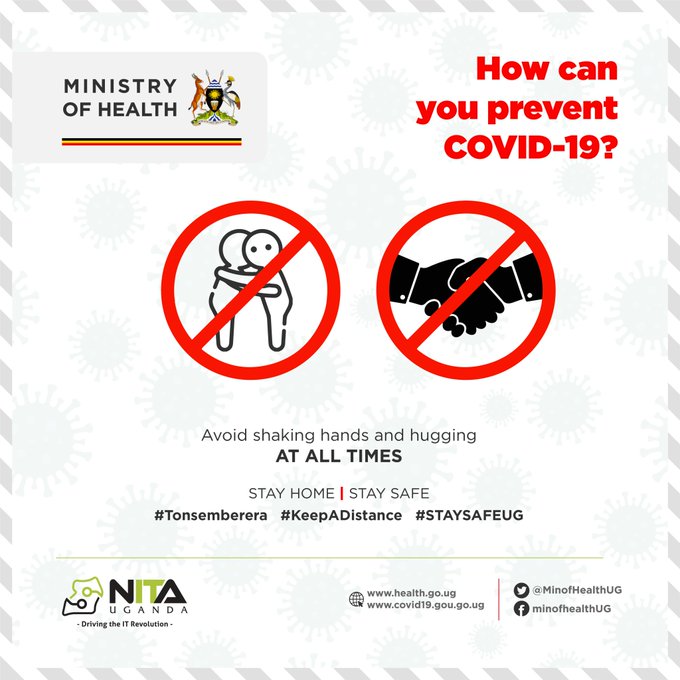 MINISTRY
OF HEALTH
How can
you prevent
COVID-19?
Avoid shaking hands and hugging
AT ALL TIMES
STAY HOME | STAY SAFE
#Tonsemberera #KeepADistance #STAYSAFEUG
NITA
UGANDA
- Driving the IT Revolution -
www.health.go.ug
www.covid19.gou.go.ug
@MinofHealthUG
minofhealthUG